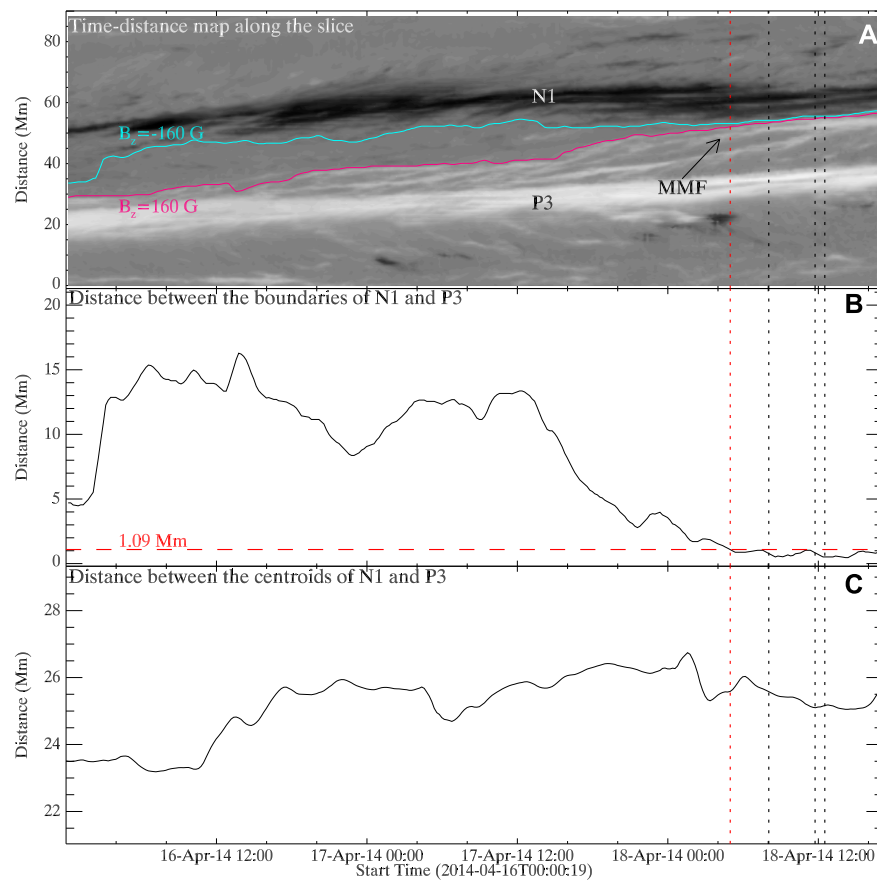 Time-distance map along the slice
A
80
60
40
20
0
Distance (Mm)
N1
B_z=-160 G
MMF
B_z=160 G
P3
Distance between the boundaries of N1 and P3
B
20
15
10
5
0
Distance (Mm)
1.09 Mm
Distance between the centroids of N1 and P3
C
28
26
24
22
Distance (Mm)
16-Apr-14 12:00 17-Apr-14 00:00 17-Apr-14 12:00 18-Apr-14 00:00 18-Apr-14 12:00
Start Time (2014-04-16T00:00:19)